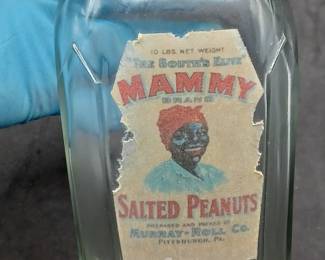 10 LBS. NET WEIGHT
"THE SOUTH'S ELITE"
MAMMY
BRAND
SALTED PEANUTS
PREPARED AND PACKED BY
MURRAY-ROLL CO.
PITTSBURGH, PA.